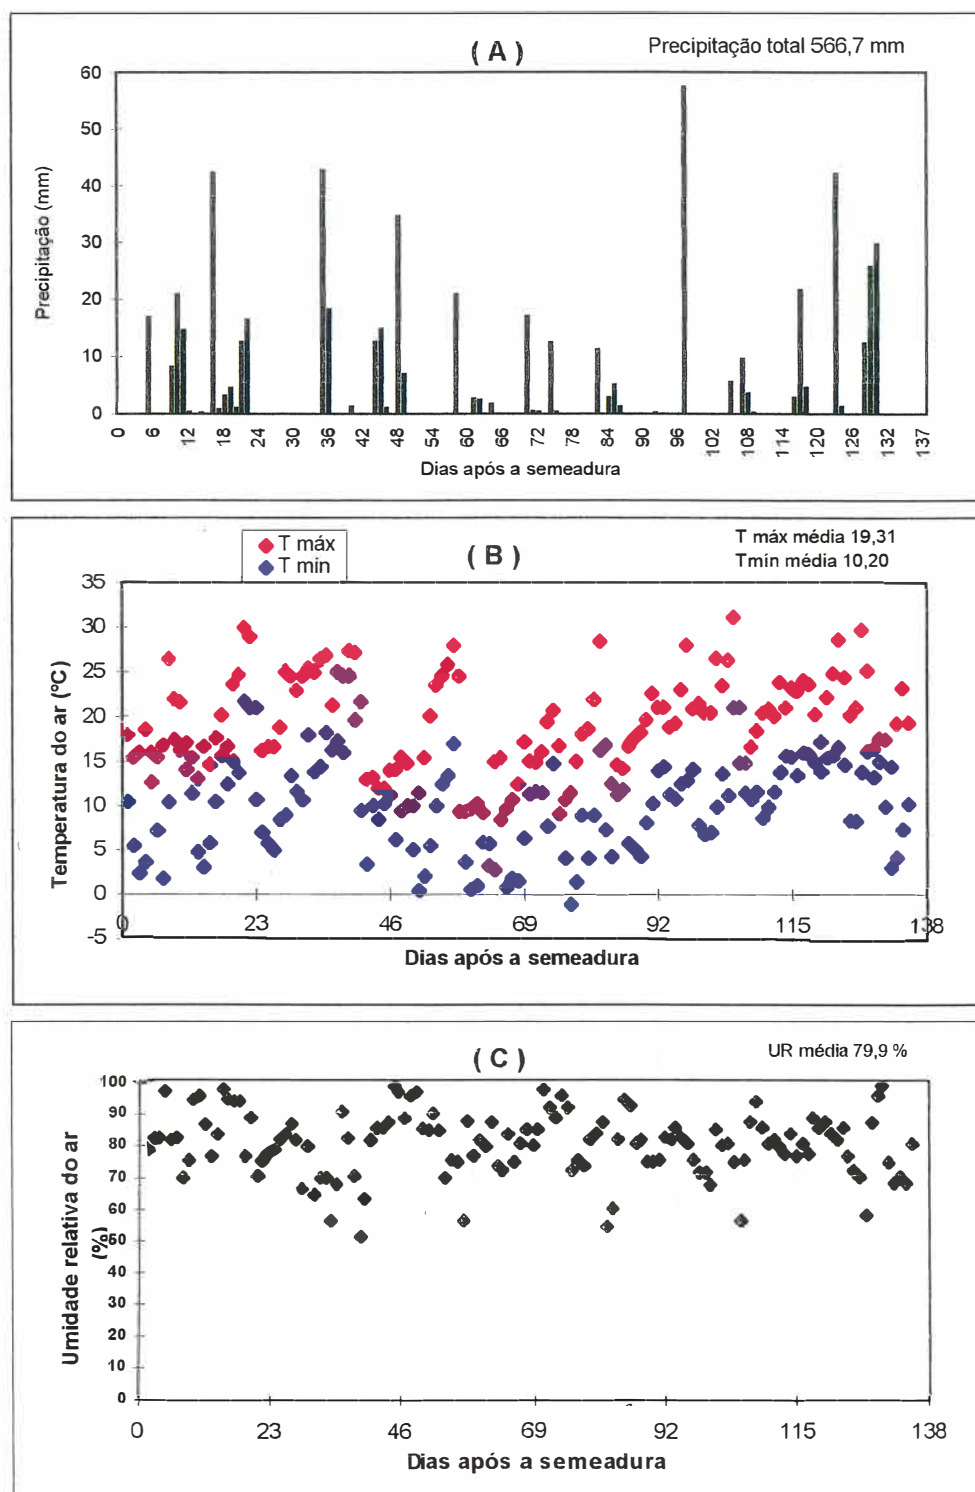 ( A )
Precipitação total 566,7 mm
60
50
40
30
20
10
0
Precipitação (mm)
0 6 12 18 24 30 36 42 48 54 60 66 72 78 84 90 96 102 108 114 120 126 132 137
Dias após a semeadura
T máx
T min
( B )
T máx média 19,31
Tmín média 10,20
35
30
25
20
15
10
5
0
-5
Temperatura do ar (ºC)
0 23 46 69 92 115 138
Dias após a semeadura
( C )
UR média 79,9 %
100
90
80
70
60
50
40
30
20
10
0
Umidade relativa do ar
(%)
0 23 46 69 92 115 138
Dias após a semeadura